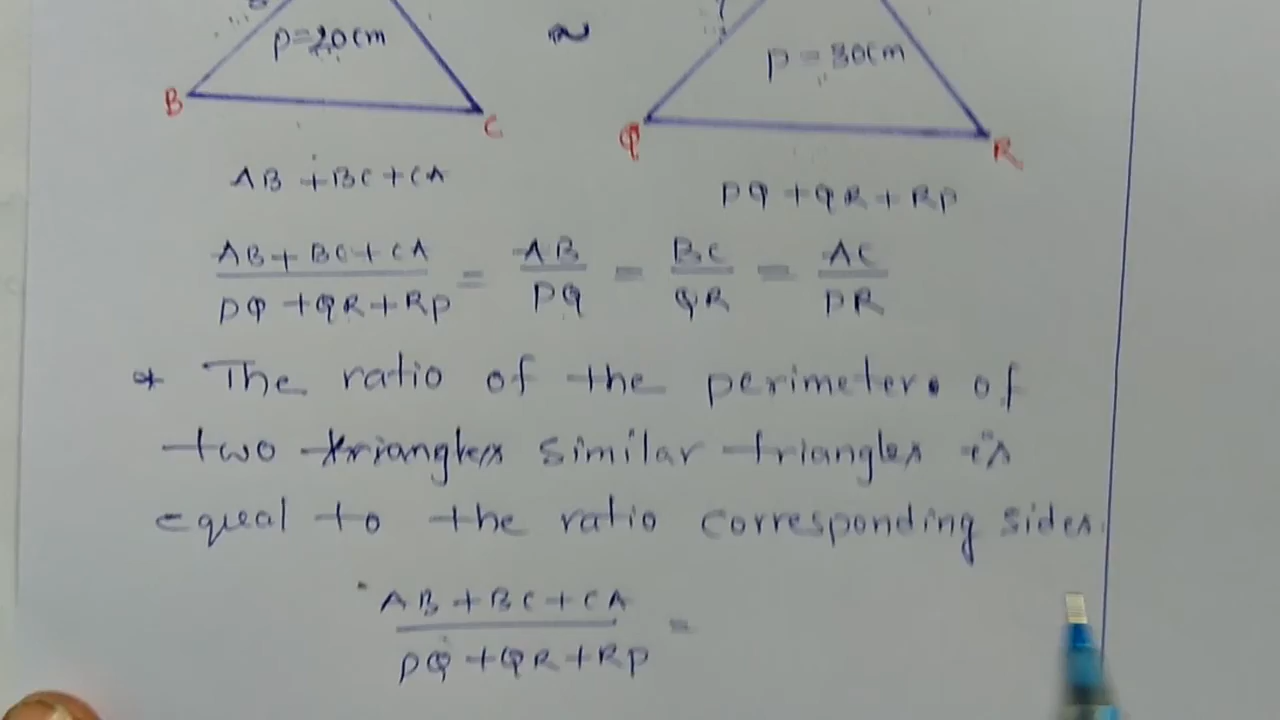 P=20cm ~ P=30cm
B C Q R
AB+BC+CA PQ+QR+RP
AB+BC+CA / PQ+QR+RP = AB / PQ = BC / QR = AC / PR
* The ratio of the perimeter of
two triangles similar triangles is
equal to the ratio corresponding sides.
AB+BC+CA / PQ+QR+RP =